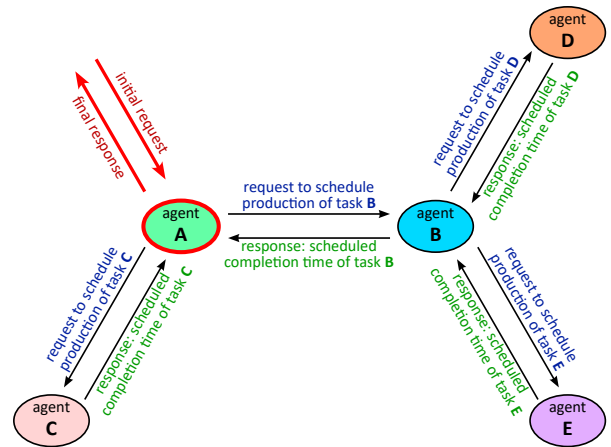 agent
D
initial request
final response
request to schedule
production of task D
response: scheduled
completion time of task D
request to schedule
production of task B
agent
A
agent
B
response: scheduled
completion time of task B
request to schedule
production of task C
response: scheduled
completion time of task C
request to schedule
production of task E
response: scheduled
completion time of task E
agent
C
agent
E